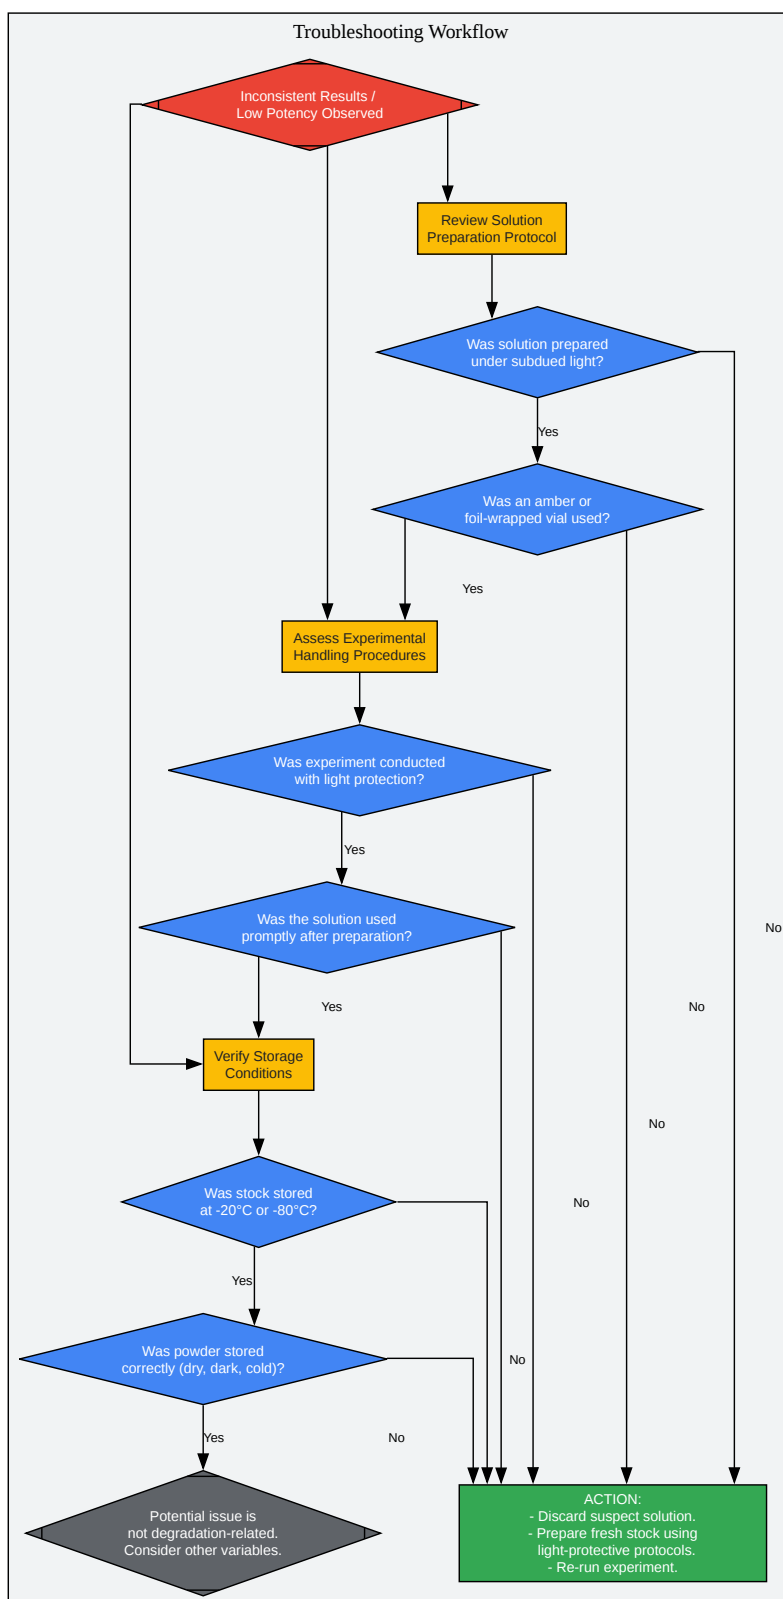 Troubleshooting Workflow
Inconsistent Results /
Low Potency Observed
Review Solution
Preparation Protocol
Was solution prepared
under subdued light?
Yes
Was an amber or
foil-wrapped vial used?
Yes
Assess Experimental
Handling Procedures
Was experiment conducted
with light protection?
Yes
Was the solution used
promptly after preparation?
No
Yes
No
Verify Storage
Conditions
No
Was stock stored
at -20°C or -80°C?
No
Yes
Was powder stored
correctly (dry, dark, cold)?
No
Yes
No
Potential issue is
not degradation-related.
Consider other variables.
ACTION:
- Discard suspect solution.
- Prepare fresh stock using
light-protective protocols.
- Re-run experiment.